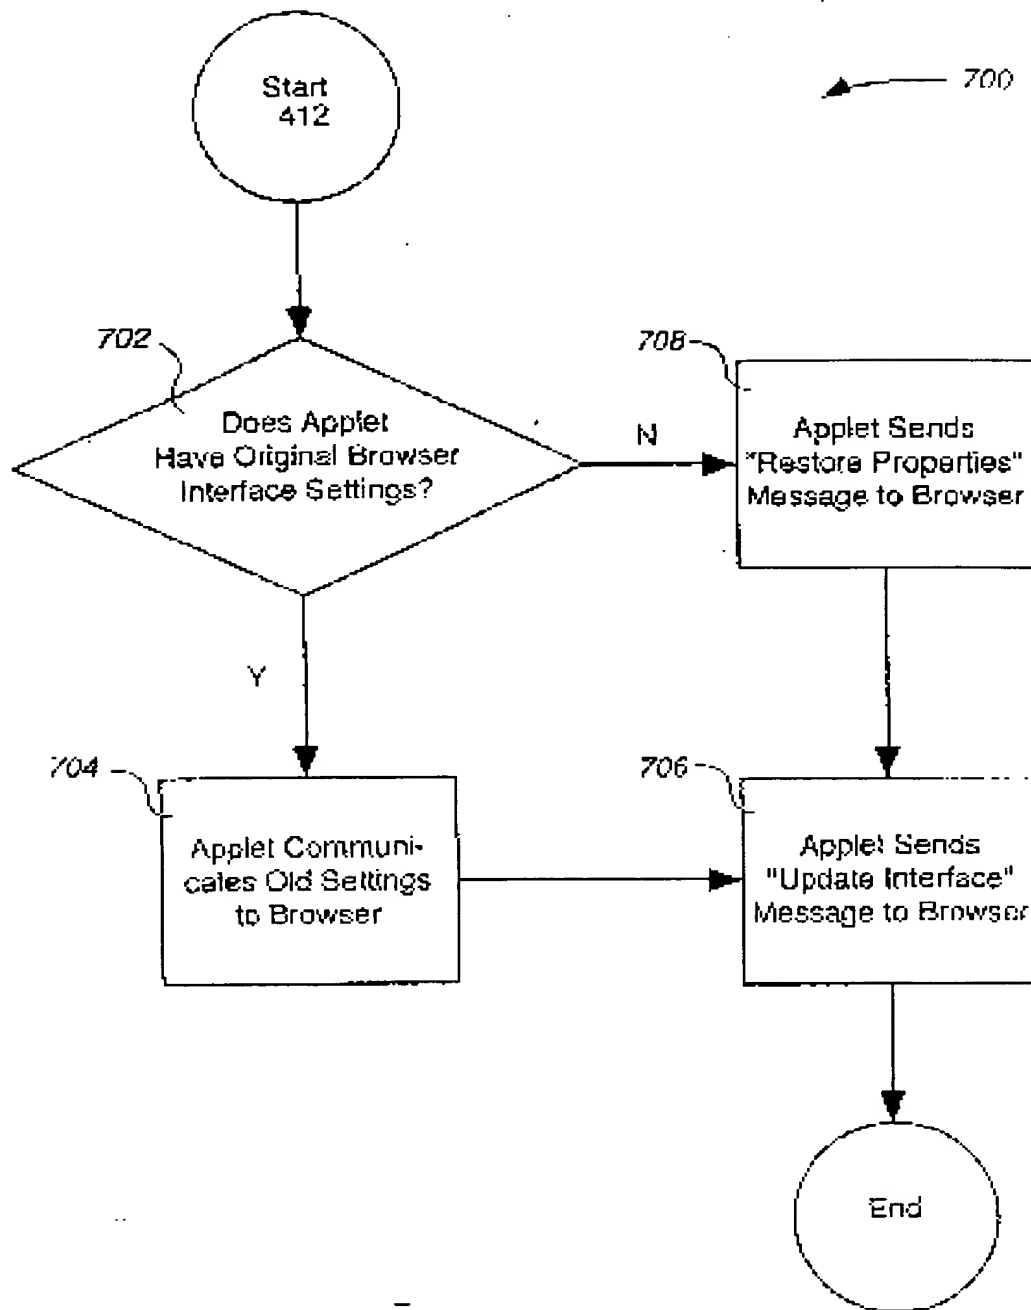 Start
412
700
702
Does Applet
Have Original Browser
Interface Settings?
N
708
Applet Sends
"Restore Properties"
Message to Browser
Y
704
Applet Communi-
cates Old Settings
to Browser
706
Applet Sends
"Update Interface"
Message to Browser
End